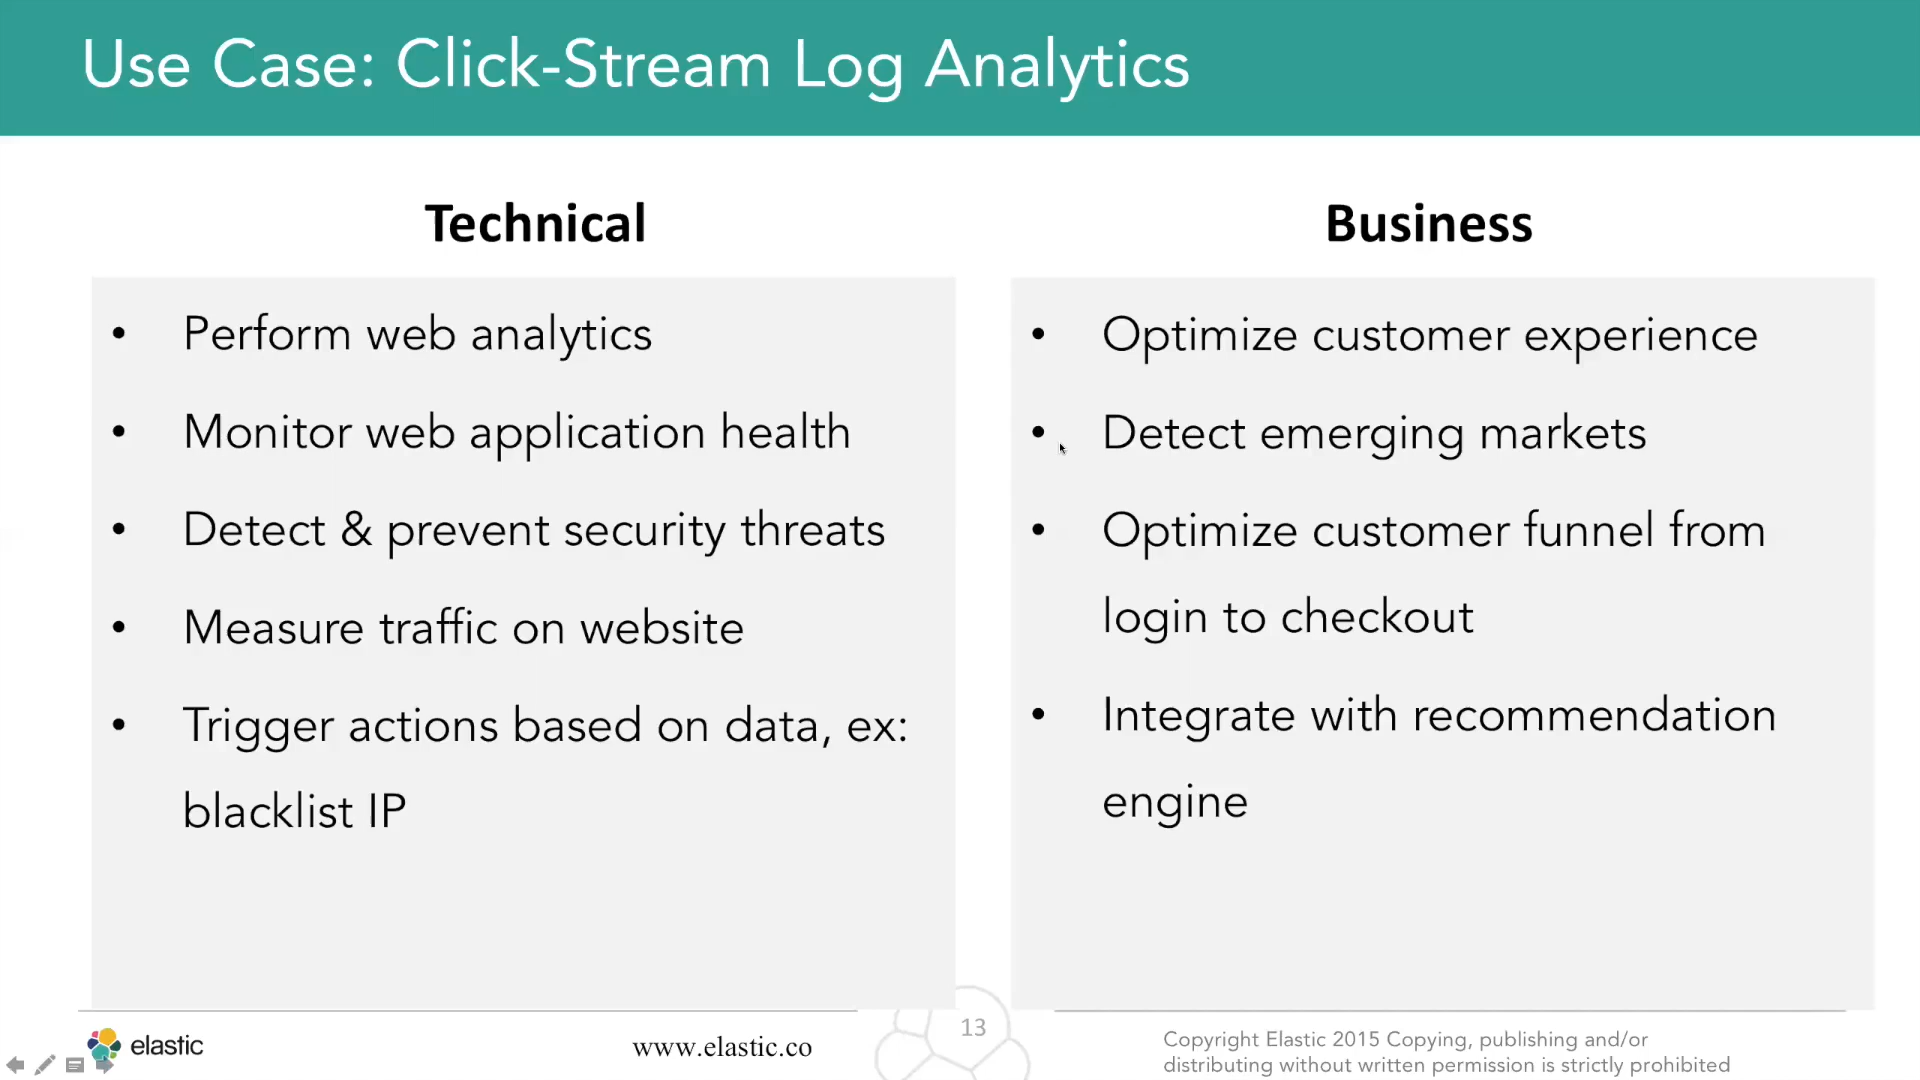 Use Case: Click-Stream Log Analytics
Technical
• Perform web analytics
• Monitor web application health
• Detect & prevent security threats
• Measure traffic on website
• Trigger actions based on data, ex:
blacklist IP
Business
• Optimize customer experience
• Detect emerging markets
• Optimize customer funnel from
login to checkout
• Integrate with recommendation
engine
elastic
www.elastic.co
13
Copyright Elastic 2015 Copying, publishing and/or
distributing without written permission is strictly prohibited